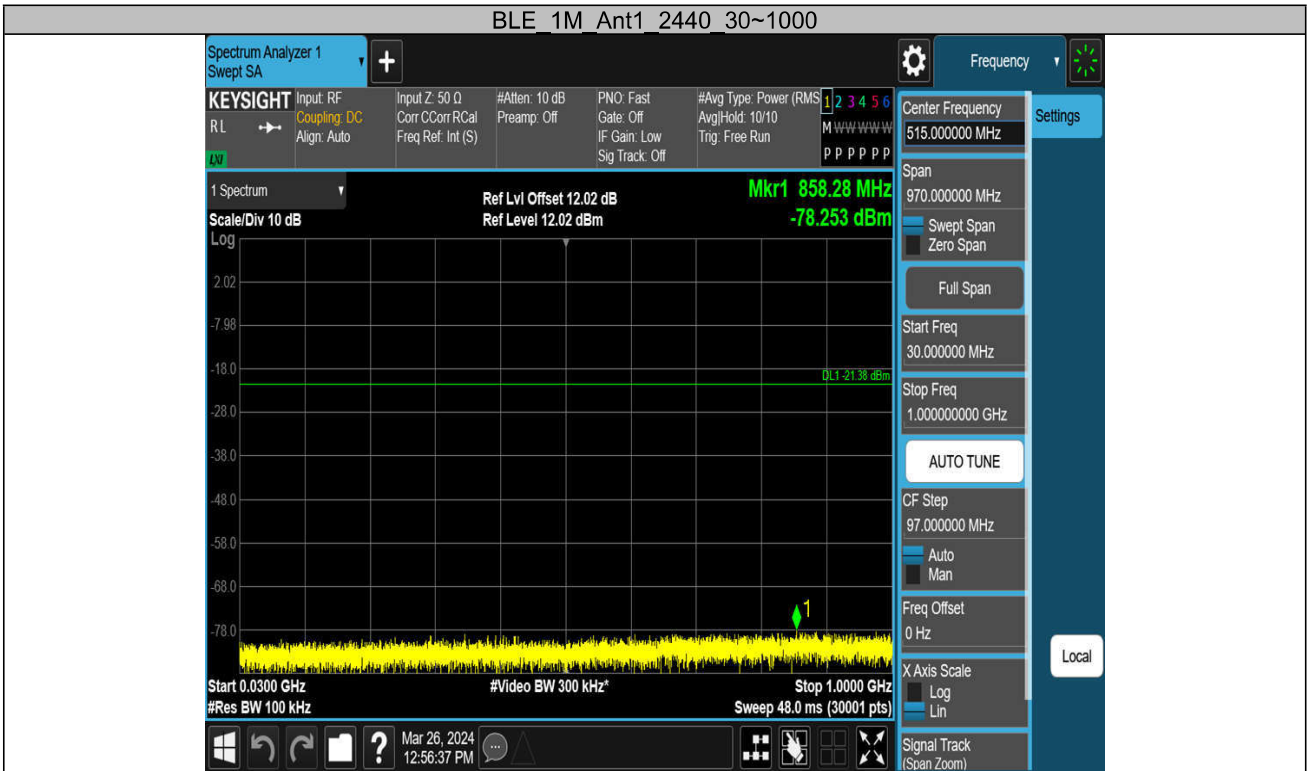 BLE_1M_Ant1_2440_30~1000
Spectrum Analyzer 1
Swept SA
+
Frequency
KEYSIGHT
RL
LXI
Input: RF
Coupling: DC
Align: Auto
Input Z: 50 Ω
Corr CCorr RCal
Freq Ref: Int (S)
#Atten: 10 dB
Preamp: Off
PNO: Fast
Gate: Off
IF Gain: Low
Sig Track: Off
#Avg Type: Power (RMS
Avg|Hold: 10/10
Trig: Free Run
1 2 3 4 5 6
M W W W W W
P P P P P P
1 Spectrum
Scale/Div 10 dB
Log
Ref Lvl Offset 12.02 dB
Ref Level 12.02 dBm
Mkr1 858.28 MHz
-78.253 dBm
2.02
-7.98
-18.0
DL1 -21.38 dBm
-28.0
-38.0
-48.0
-58.0
-68.0
1
-78.0
Start 0.0300 GHz
#Video BW 300 kHz*
Stop 1.0000 GHz
#Res BW 100 kHz
Sweep 48.0 ms (30001 pts)
Center Frequency
515.000000 MHz
Settings
Span
970.000000 MHz
Swept Span
Zero Span
Full Span
Start Freq
30.000000 MHz
Stop Freq
1.000000000 GHz
AUTO TUNE
CF Step
97.000000 MHz
Auto
Man
Freq Offset
0 Hz
Local
X Axis Scale
Log
Lin
Signal Track
(Span Zoom)
?
Mar 26, 2024
12:56:37 PM